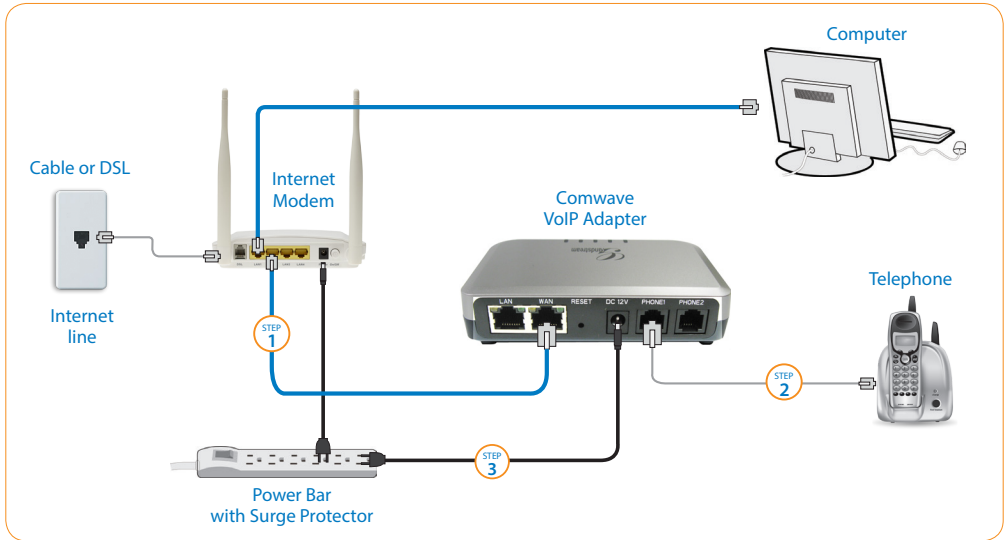 Computer
Cable or DSL
Internet
Modem
Comwave
VoIP Adapter
Telephone
Internet
line
LAN
WAN
RESET
DC 12V
PHONE1
PHONE2
STEP
1
STEP
2
STEP
3
Power Bar
with Surge Protector